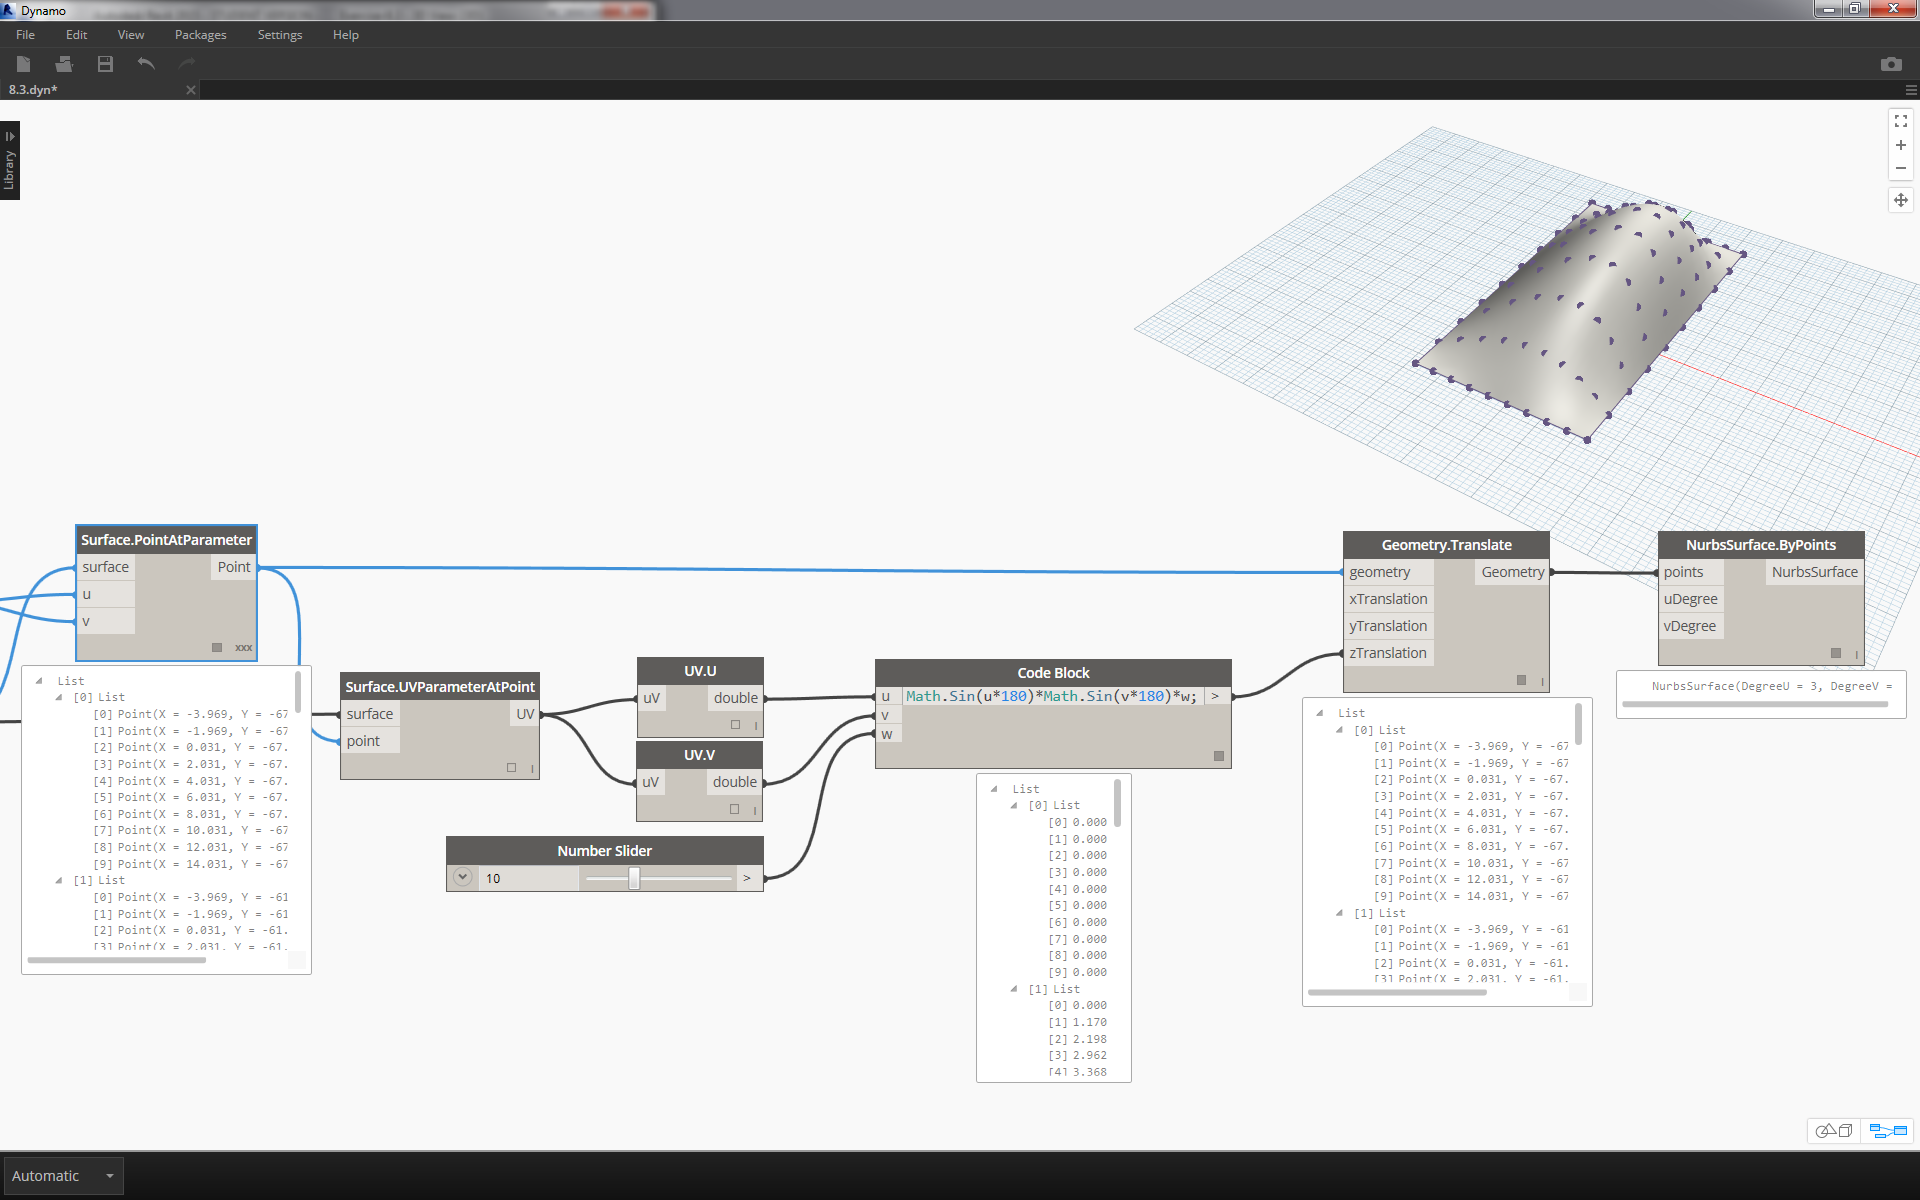 Dynamo
File Edit View Packages Settings Help
8.3.dyn*
Library
Surface.PointAtParameter
surface Point
u
v
xxx
List
[0] List
[0] Point(X = -3.969, Y = -67
[1] Point(X = -1.969, Y = -67
[2] Point(X = 0.031, Y = -67.
[3] Point(X = 2.031, Y = -67.
[4] Point(X = 4.031, Y = -67.
[5] Point(X = 6.031, Y = -67.
[6] Point(X = 8.031, Y = -67.
[7] Point(X = 10.031, Y = -67
[8] Point(X = 12.031, Y = -67
[9] Point(X = 14.031, Y = -67
[1] List
[0] Point(X = -3.969, Y = -61
[1] Point(X = -1.969, Y = -61
[2] Point(X = 0.031, Y = -61.
[3] Point(X = 2.031, Y = -61.
Surface.UVParameterAtPoint
surface UV
point
UV.U
uV double
UV.V
uV double
Number Slider
10 >
Code Block
u Math.Sin(u*180)*Math.Sin(v*180)*w; >
v
w
List
[0] List
[0] 0.000
[1] 0.000
[2] 0.000
[3] 0.000
[4] 0.000
[5] 0.000
[6] 0.000
[7] 0.000
[8] 0.000
[9] 0.000
[1] List
[0] 0.000
[1] 1.170
[2] 2.198
[3] 2.962
[4] 3.368
Geometry.Translate
geometry Geometry
xTranslation
yTranslation
zTranslation
List
[0] List
[0] Point(X = -3.969, Y = -67
[1] Point(X = -1.969, Y = -67
[2] Point(X = 0.031, Y = -67.
[3] Point(X = 2.031, Y = -67.
[4] Point(X = 4.031, Y = -67.
[5] Point(X = 6.031, Y = -67.
[6] Point(X = 8.031, Y = -67.
[7] Point(X = 10.031, Y = -67
[8] Point(X = 12.031, Y = -67
[9] Point(X = 14.031, Y = -67
[1] List
[0] Point(X = -3.969, Y = -61
[1] Point(X = -1.969, Y = -61
[2] Point(X = 0.031, Y = -61.
[3] Point(X = 2.031, Y = -61.
NurbsSurface.ByPoints
points NurbsSurface
uDegree
vDegree
NurbsSurface(DegreeU = 3, DegreeV =
Automatic